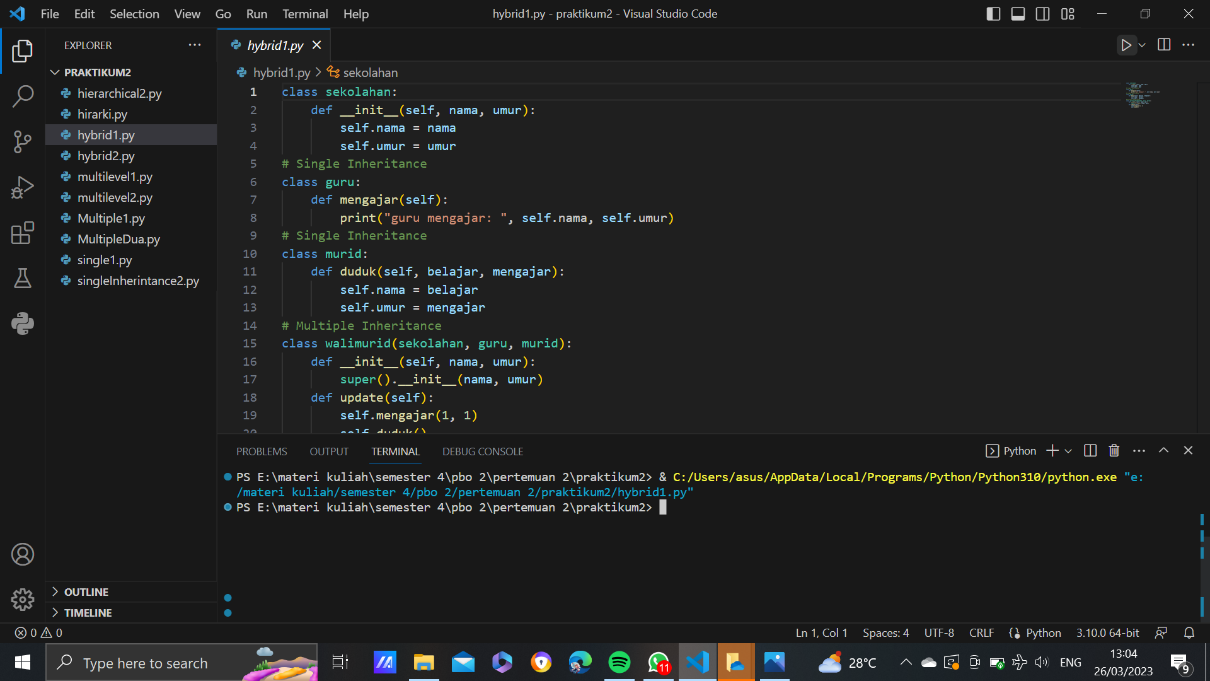 File Edit Selection View Go Run Terminal Help
hybrid1.py - praktikum2 - Visual Studio Code
EXPLORER
PRAKTIKUM2
hierarchical2.py
hirarki.py
hybrid1.py
hybrid2.py
multilevel1.py
multilevel2.py
Multiple1.py
MultipleDua.py
single1.py
singleInherintance2.py
OUTLINE
TIMELINE
hybrid1.py
hybrid1.py > sekolahan
1 class sekolahan:
2 def __init__(self, nama, umur):
3 self.nama = nama
4 self.umur = umur
5 # Single Inheritance
6 class guru:
7 def mengajar(self):
8 print("guru mengajar: ", self.nama, self.umur)
9 # Single Inheritance
10 class murid:
11 def duduk(self, belajar, mengajar):
12 self.nama = belajar
13 self.umur = mengajar
14 # Multiple Inheritance
15 class walimurid(sekolahan, guru, murid):
16 def __init__(self, nama, umur):
17 super().__init__(nama, umur)
18 def update(self):
19 self.mengajar(1, 1)
20 self.duduk()
PROBLEMS OUTPUT TERMINAL DEBUG CONSOLE
Python
PS E:\materi kuliah\semester 4\pbo 2\pertemuan 2\praktikum2> & C:/Users/asus/AppData/Local/Programs/Python/Python310/python.exe "e:
/materi kuliah/semester 4/pbo 2/pertemuan 2/praktikum2/hybrid1.py"
PS E:\materi kuliah\semester 4\pbo 2\pertemuan 2\praktikum2>
0 0
Ln 1, Col 1 Spaces: 4 UTF-8 CRLF Python 3.10.0 64-bit
Type here to search
11
28°C
ENG
13:04
26/03/2023
9